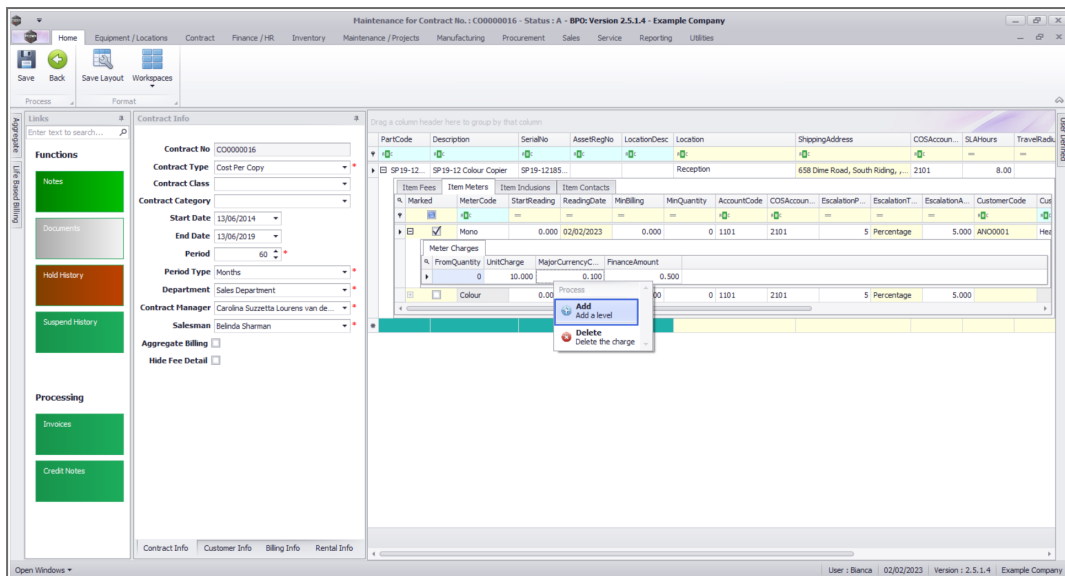 Maintenance for Contract No. : CO0000016 - Status : A - BPO: Version 2.5.1.4 - Example Company
Home Equipment / Locations Contract Finance / HR Inventory Maintenance / Projects Manufacturing Procurement Sales Service Reporting Utilities
Save Back Save Layout Workspaces
Process Format
Aggregate
Life Based Billing
Links
Enter text to search...
Functions
Notes
Documents
Hold History
Suspend History
Processing
Invoices
Credit Notes
Contract Info
Contract No CO0000016
Contract Type Cost Per Copy *
Contract Class
Contract Category
Start Date 13/06/2014
End Date 13/06/2019
Period 60 *
Period Type Months *
Department Sales Department *
Contract Manager Carolina Suzzetta Lourens van de... *
Salesman Belinda Sharman *
Aggregate Billing
Hide Fee Detail
Contract Info Customer Info Billing Info Rental Info
Drag a column header here to group by that column
PartCode Description SerialNo AssetRegNo LocationDesc Location ShippingAddress COSAccoun... SLAHours TravelRadiu
SP19-12... SP19-12 Colour Copier SP19-12185... Reception 658 Dime Road, South Riding, ,... 2101 8.00
Item Fees Item Meters Item Inclusions Item Contacts
Marked MeterCode StartReading ReadingDate MinBilling MinQuantity AccountCode COSAccoun... EscalationP... EscalationT... EscalationA... CustomerCode Cus
Mono 0.000 02/02/2023 0.000 0 1101 2101 5 Percentage 5.000 ANO0001 Hea
Meter Charges
FromQuantity UnitCharge MajorCurrencyC... FinanceAmount
0 10.000 0.100 0.500
Colour 0.00 00 0 1101 2101 5 Percentage 5.000
Process
Add
Add a level
Delete
Delete the charge
User Defined
Open Windows
User : Bianca 02/02/2023 Version : 2.5.1.4 Example Company